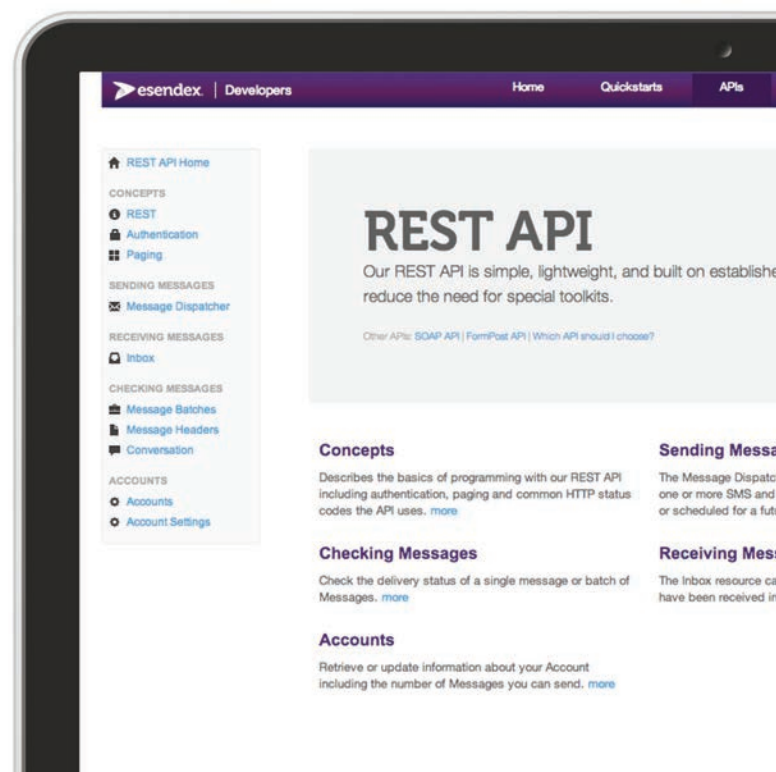 esendex. | Developers
Home
Quickstarts
APIs
REST API Home
CONCEPTS
REST
Authentication
Paging
SENDING MESSAGES
Message Dispatcher
RECEIVING MESSAGES
Inbox
CHECKING MESSAGES
Message Batches
Message Headers
Conversation
ACCOUNTS
Accounts
Account Settings
REST API
Our REST API is simple, lightweight, and built on establishe
reduce the need for special toolkits.
Other APIs: SOAP API | FormPost API | Which API should I choose?
Concepts
Describes the basics of programming with our REST API
including authentication, paging and common HTTP status
codes the API uses. more
Sending Messa
The Message Dispatc
one or more SMS and
or scheduled for a futu
Checking Messages
Check the delivery status of a single message or batch of
Messages. more
Receiving Mess
The Inbox resource ca
have been received in
Accounts
Retrieve or update information about your Account
including the number of Messages you can send. more